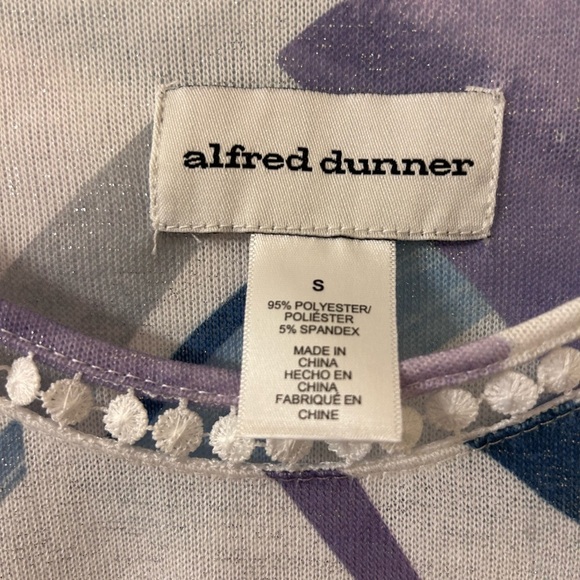 alfred dunner
S
95% POLYESTER/
POLIÉSTER
5% SPANDEX
MADE IN
CHINA
HECHO EN
CHINA
FABRIQUÉ EN
CHINE